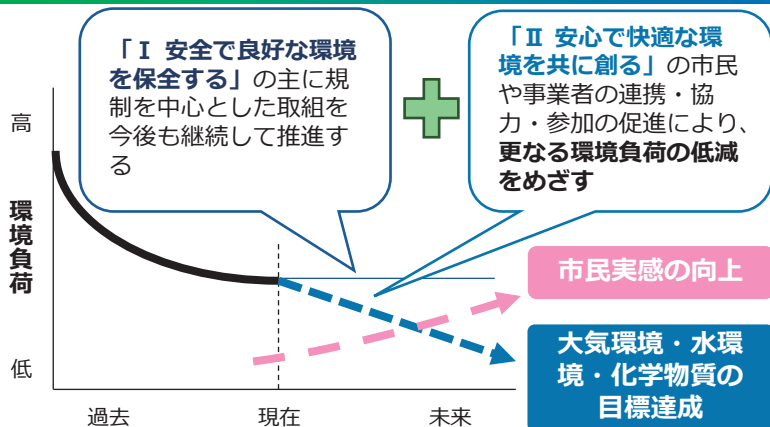 「Ⅰ 安全で良好な環境
を保全する」の主に規
制を中心とした取組を
今後も継続して推進す
る
「Ⅱ 安心で快適な環
境を共に創る」の市民
や事業者の連携・協
力・参加の促進により、
更なる環境負荷の低減
をめざす
高
環境負荷
低
市民実感の向上
大気環境・水環
境・化学物質の
目標達成
過去
現在
未来